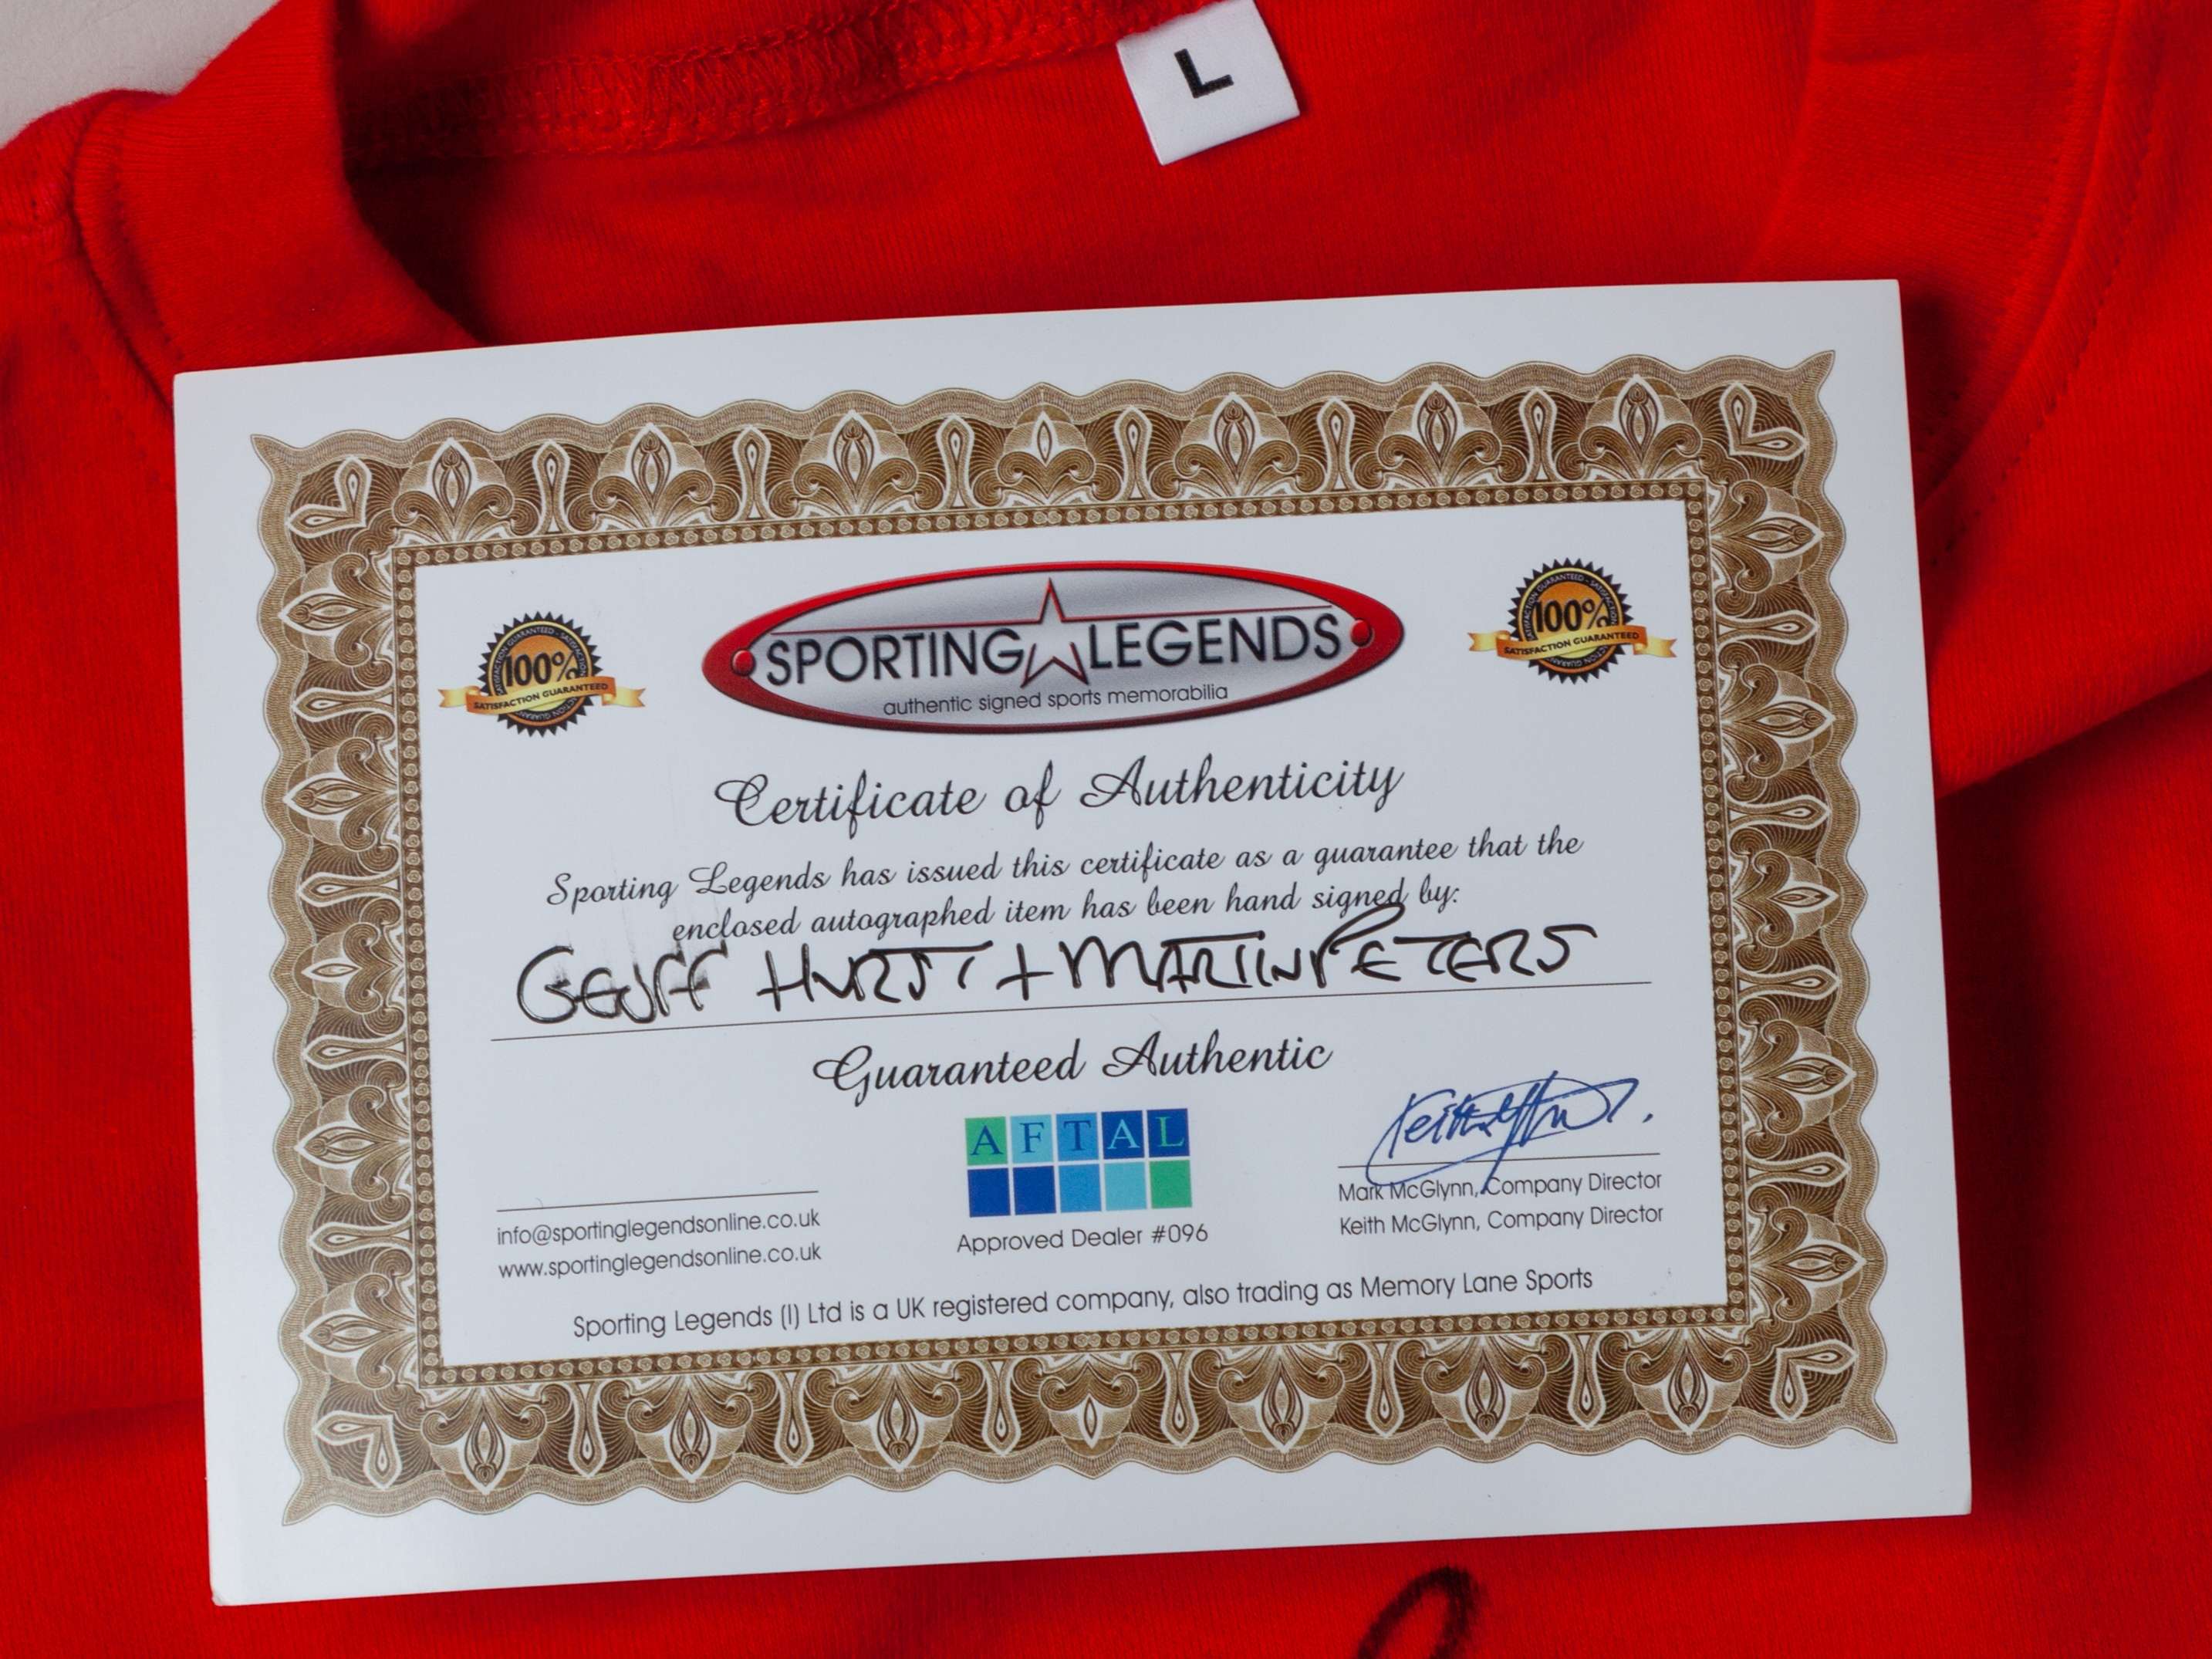 L
SPORTING LEGENDS
authentic signed sports memorabilia
100%
SATISFACTION GUARANTEED
100%
SATISFACTION GUARANTEED
Certificate of Authenticity
Sporting Legends has issued this certificate as a guarantee that the
enclosed autographed item has been hand signed by:
GEOFF HURST + MARTIN PETERS
Guaranteed Authentic
AFTAL
Approved Dealer #096
info@sportinglegendsonline.co.uk
www.sportinglegendsonline.co.uk
Mark McGlynn, Company Director
Keith McGlynn, Company Director
Sporting Legends (I) Ltd is a UK registered company, also trading as Memory Lane Sports